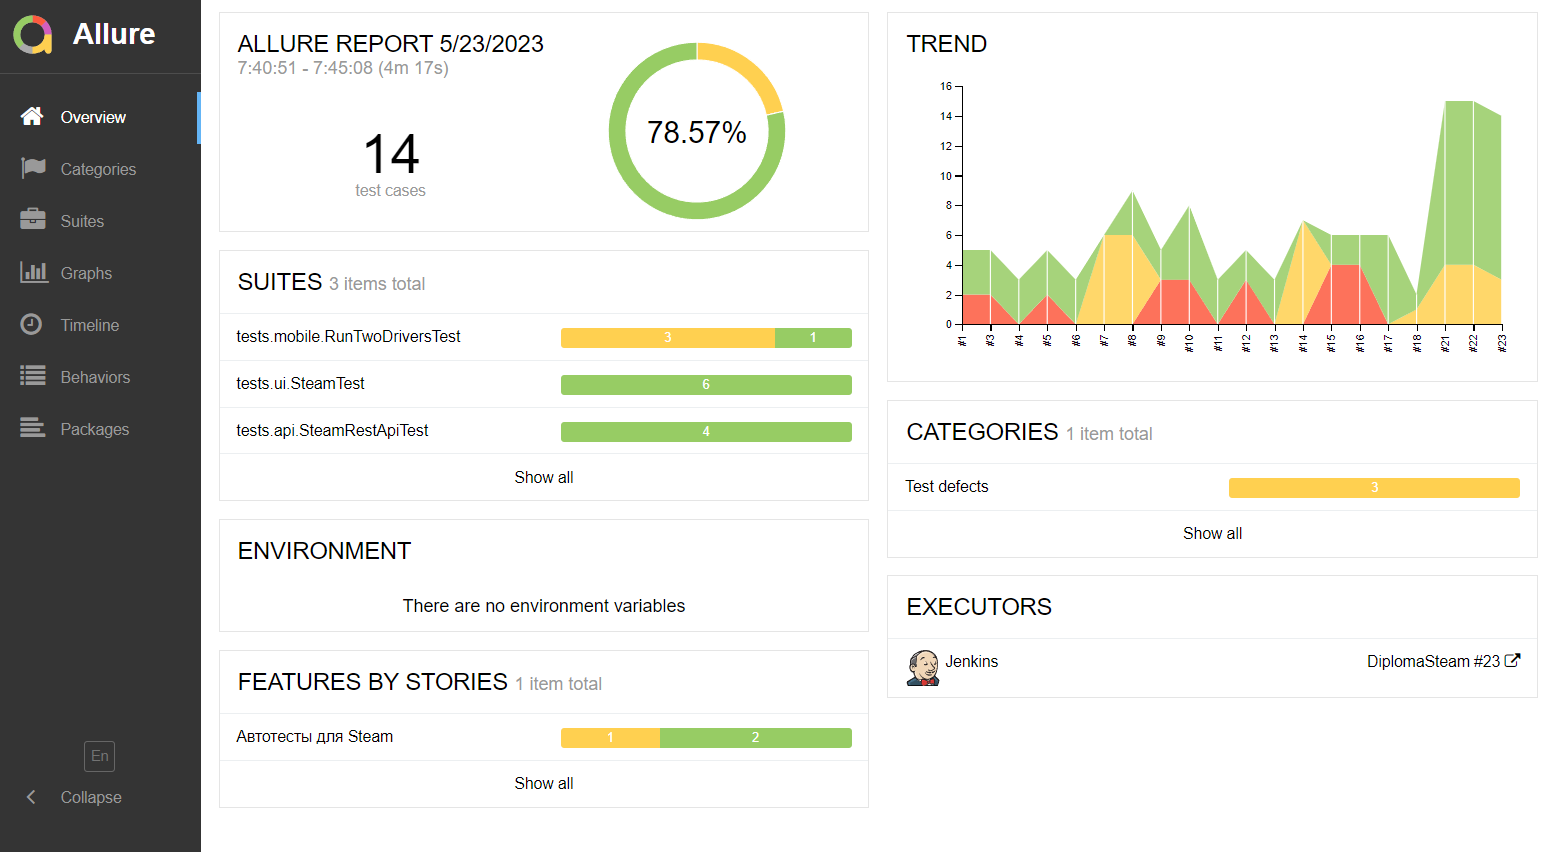 Allure
Overview
Categories
Suites
Graphs
Timeline
Behaviors
Packages
En
Collapse
ALLURE REPORT 5/23/2023
7:40:51 - 7:45:08 (4m 17s)
14
test cases
78.57%
SUITES 3 items total
tests.mobile.RunTwoDriversTest 3 1
tests.ui.SteamTest 6
tests.api.SteamRestApiTest 4
Show all
ENVIRONMENT
There are no environment variables
FEATURES BY STORIES 1 item total
Автотесты для Steam 1 2
Show all
TREND
16
14
12
10
8
6
4
2
0
#1 #3 #4 #5 #6 #7 #8 #9 #10 #11 #12 #13 #14 #15 #16 #17 #18 #21 #22 #23
CATEGORIES 1 item total
Test defects 3
Show all
EXECUTORS
Jenkins DiplomaSteam #23